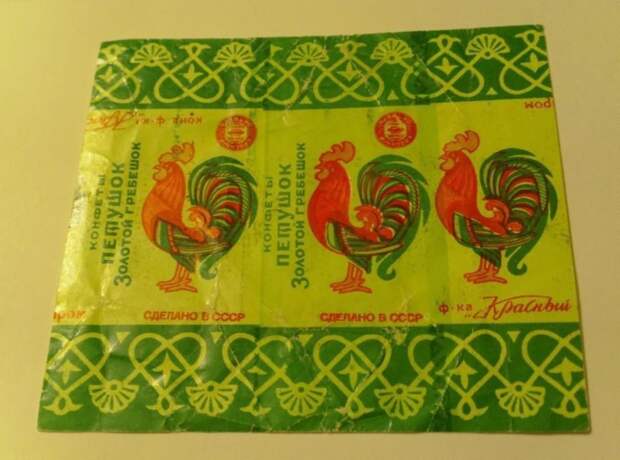 КОНФЕТЫ
ПЕТУШОК
ЗОЛОТОЙ ГРЕБЕШОК
КОНФЕТЫ
ПЕТУШОК
ЗОЛОТОЙ ГРЕБЕШОК
СДЕЛАНО В СССР
СДЕЛАНО В СССР
ф-ка „Красный